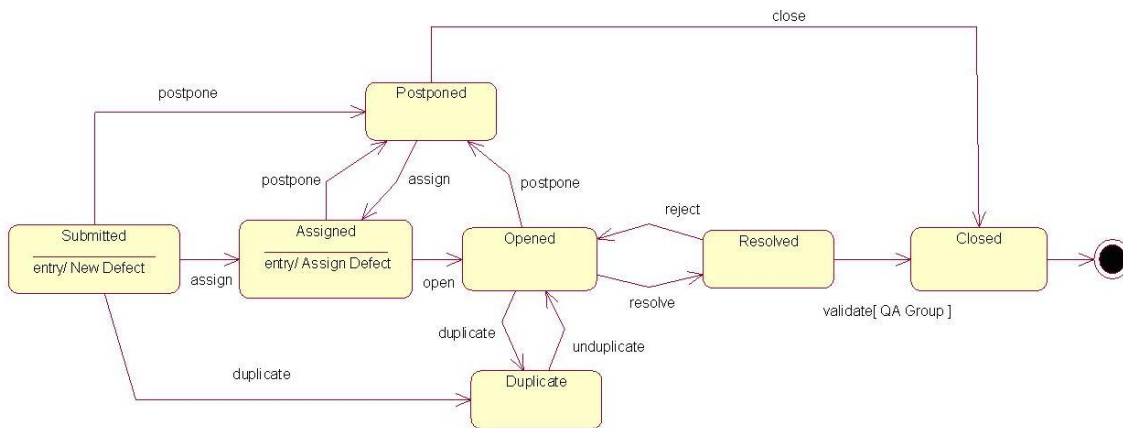 close
postpone
Postponed
postpone
assign
postpone
reject
Submitted
entry/ New Defect
assign
Assigned
entry/ Assign Defect
open
Opened
resolve
Resolved
Closed
validate[ QA Group ]
duplicate
unduplicate
duplicate
Duplicate